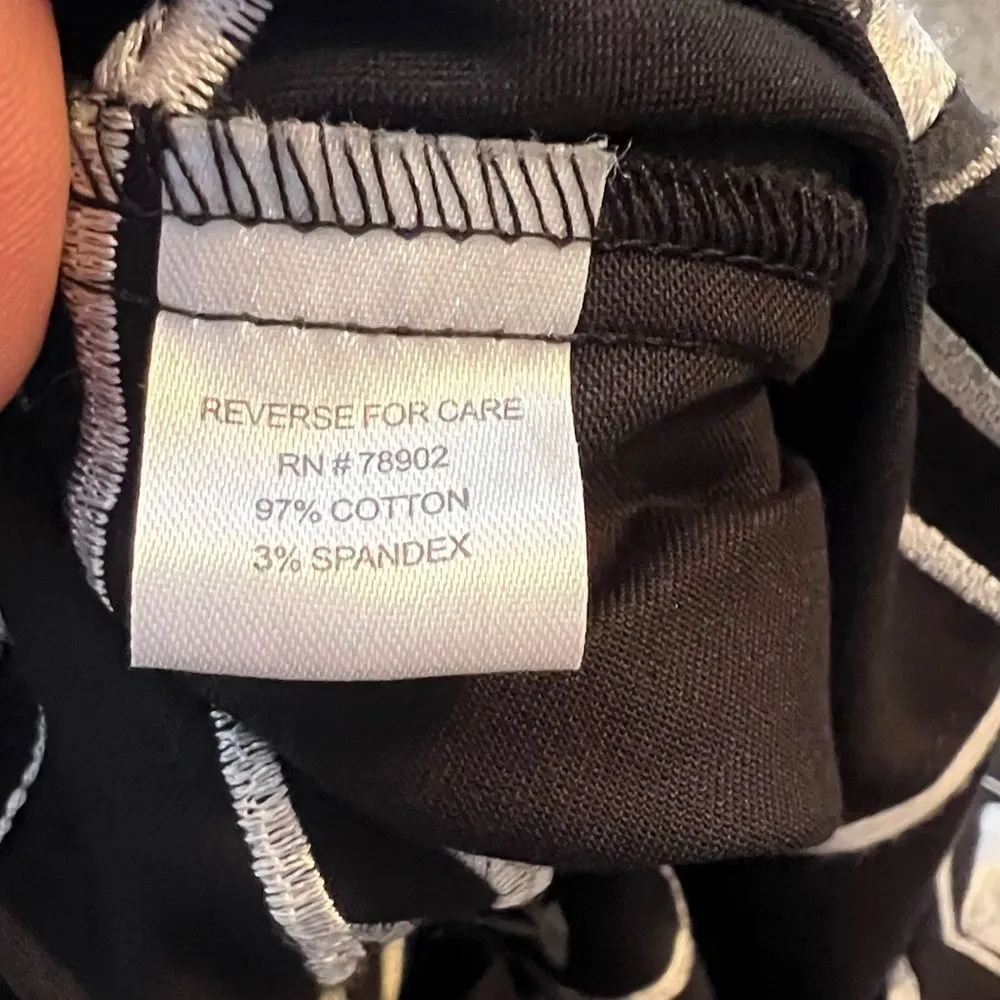 REVERSE FOR CARE
RN # 78902
97% COTTON
3% SPANDEX